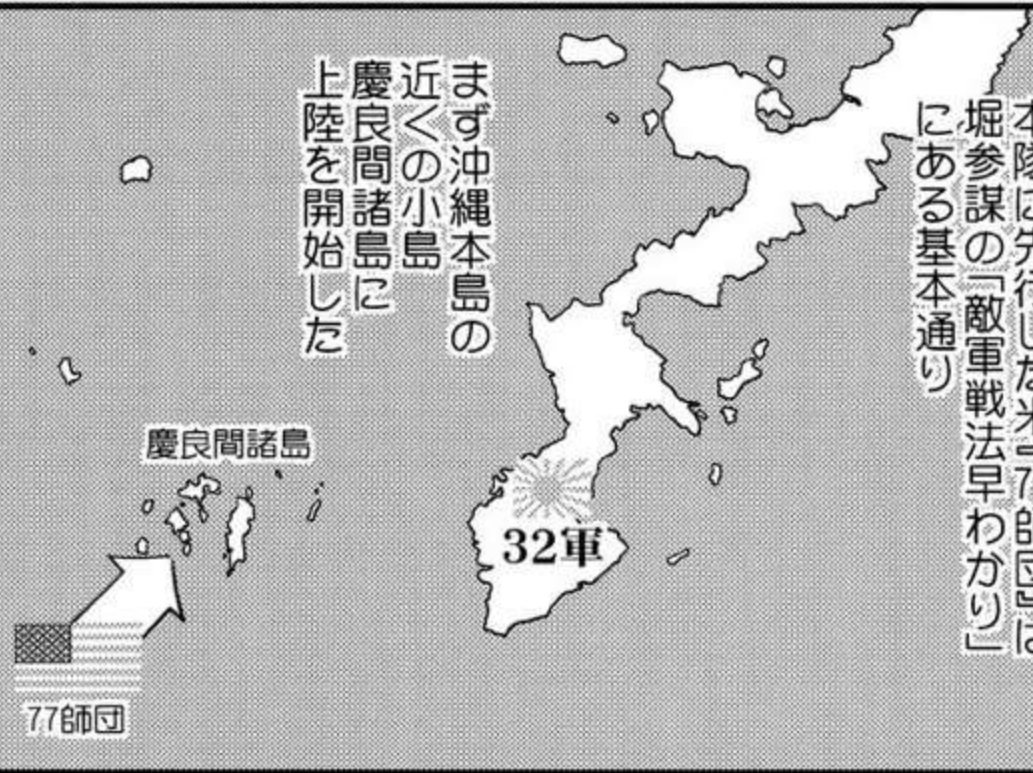 本隊に先行した米『77師団』は
堀参謀の「敵軍戦法早わかり」
にある基本通り
まず沖縄本島の
近くの小島
慶良間諸島に
上陸を開始した
慶良間諸島
32軍
77師団